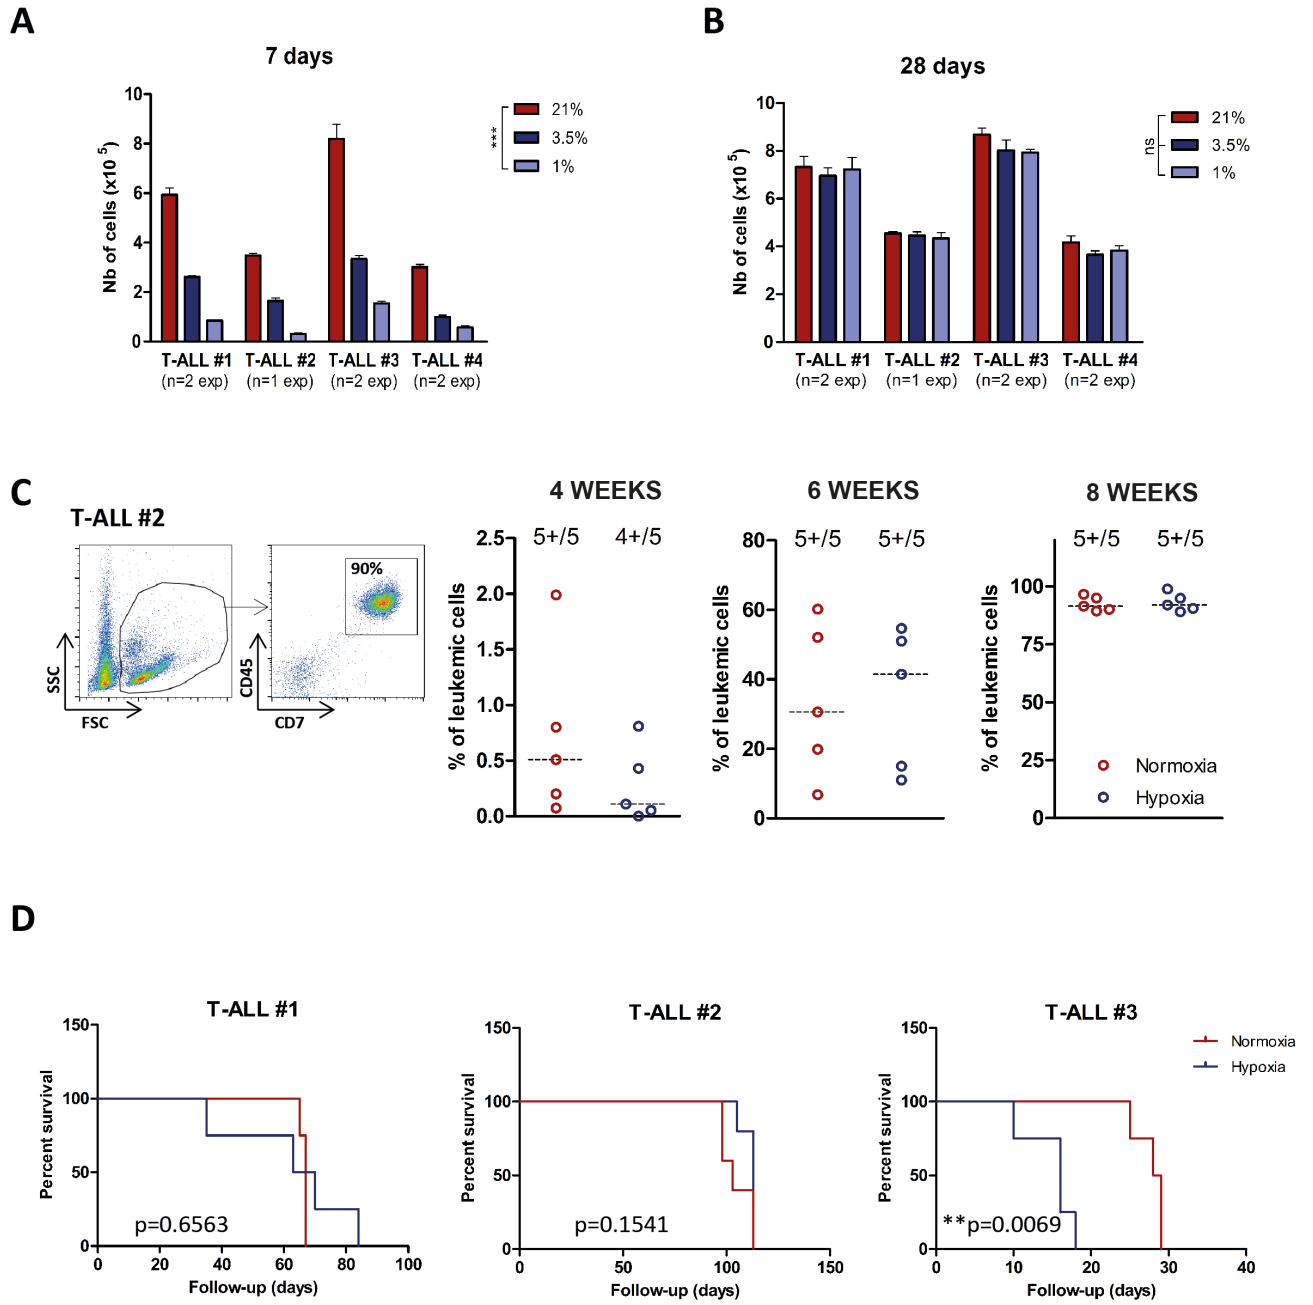 A
7 days
Nb of cells (x10 5)
10
8
6
4
2
0
***
21%
3.5%
1%
T-ALL #1
T-ALL #2
T-ALL #3
T-ALL #4
(n=2 exp)
(n=1 exp)
(n=2 exp)
(n=2 exp)
B
28 days
Nb of cells (x10 5)
10
8
6
4
2
0
ns
21%
3.5%
1%
T-ALL #1
T-ALL #2
T-ALL #3
T-ALL #4
(n=2 exp)
(n=1 exp)
(n=2 exp)
(n=2 exp)
C
T-ALL #2
SSC
FSC
90%
CD45
CD7
4 WEEKS
5+/5
4+/5
% of leukemic cells
2.5
2.0
1.5
1.0
0.5
0.0
6 WEEKS
5+/5
5+/5
% of leukemic cells
80
60
40
20
0
8 WEEKS
5+/5
5+/5
% of leukemic cells
100
75
50
25
0
Normoxia
Hypoxia
D
T-ALL #1
Percent survival
150
100
50
0
p=0.6563
0
20
40
60
80
100
Follow-up (days)
T-ALL #2
Percent survival
150
100
50
0
p=0.1541
0
50
100
150
Follow-up (days)
T-ALL #3
Percent survival
150
100
50
0
**p=0.0069
0
10
20
30
40
Follow-up (days)
Normoxia
Hypoxia